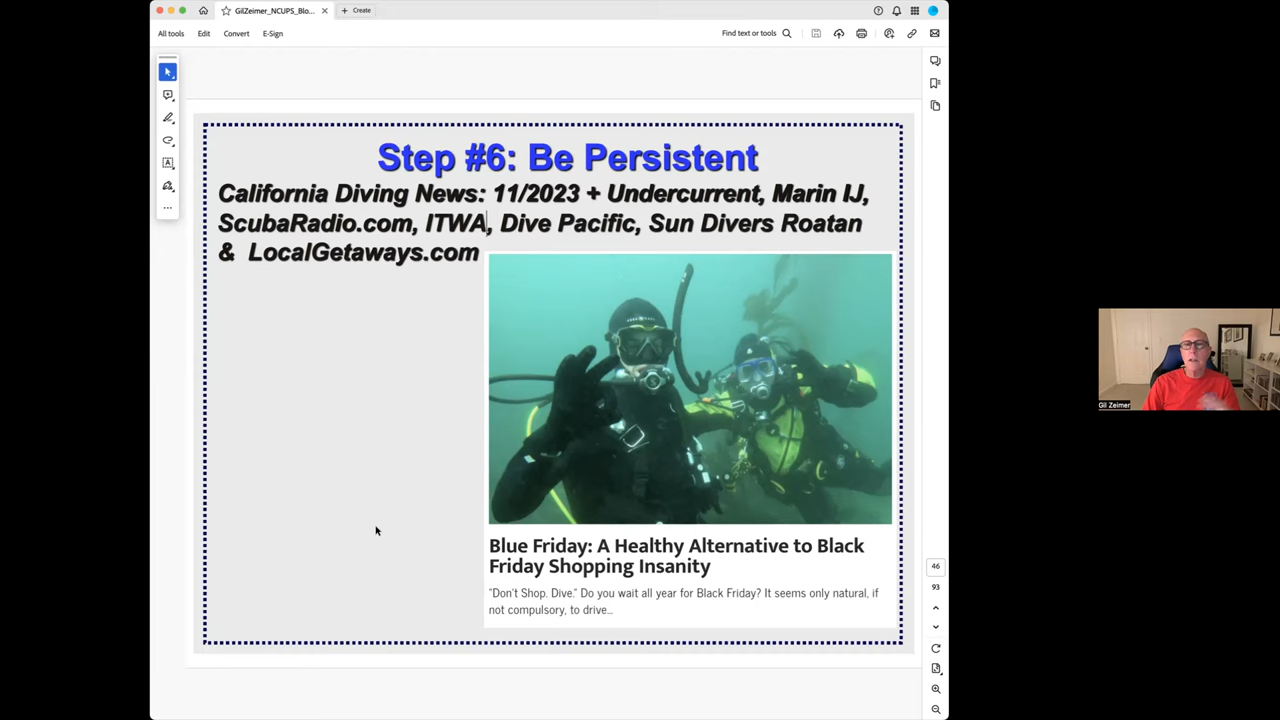 GilZeimer_NCUPS_Blo...
Create
All tools
Edit
Convert
E-Sign
Find text or tools
Step #6: Be Persistent
California Diving News: 11/2023 + Undercurrent, Marin IJ,
ScubaRadio.com, ITWA, Dive Pacific, Sun Divers Roatan
& LocalGetaways.com
Blue Friday: A Healthy Alternative to Black
Friday Shopping Insanity
"Don't Shop. Dive." Do you wait all year for Black Friday? It seems only natural, if
not compulsory, to drive...
46
93
Gil Zeimer